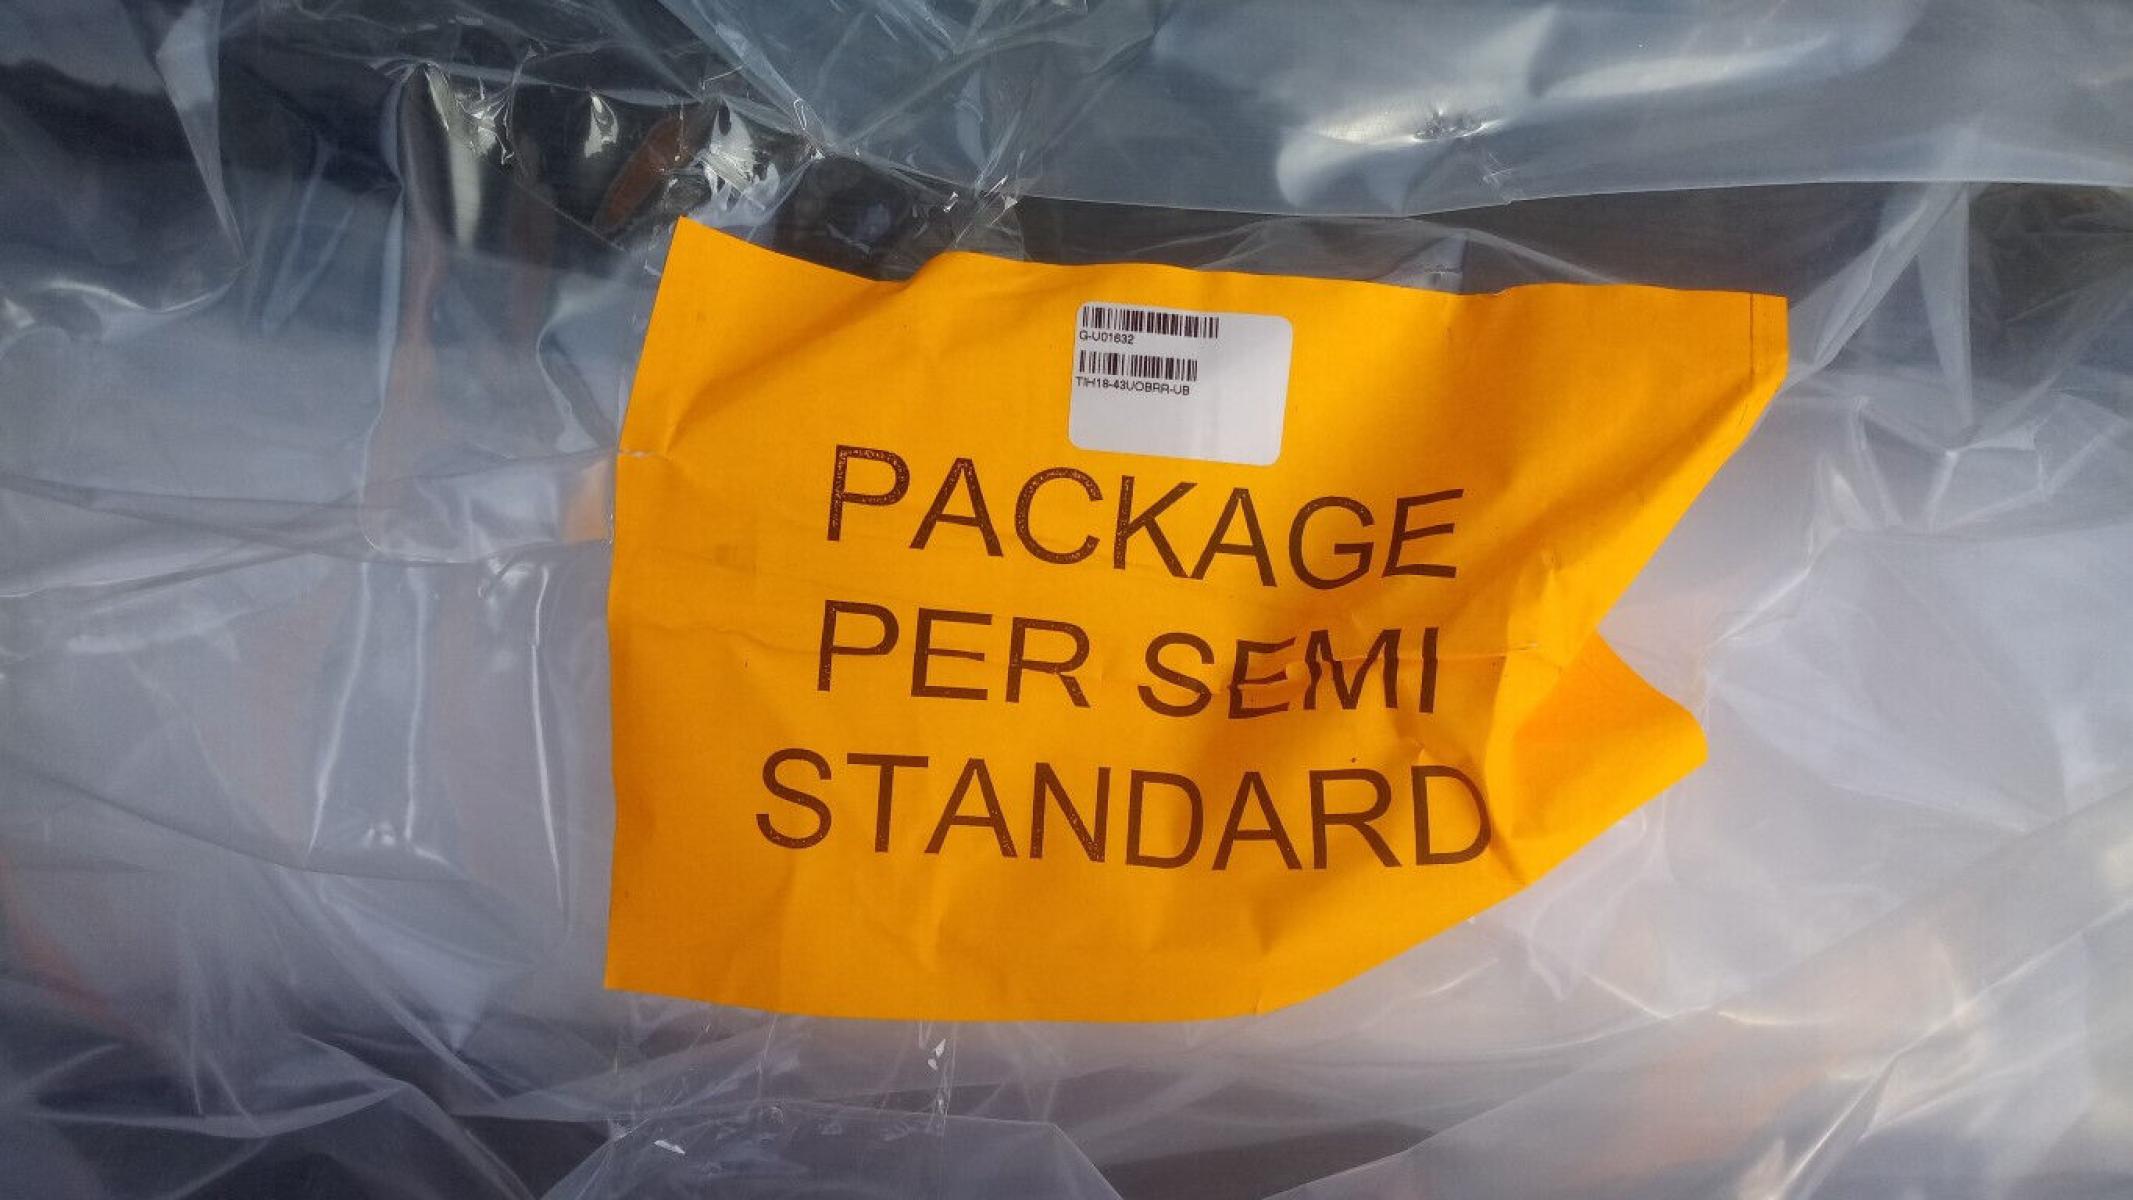 G-U01632
TIH18-43UOBRR-UB
PACKAGE
PER SEMI
STANDARD